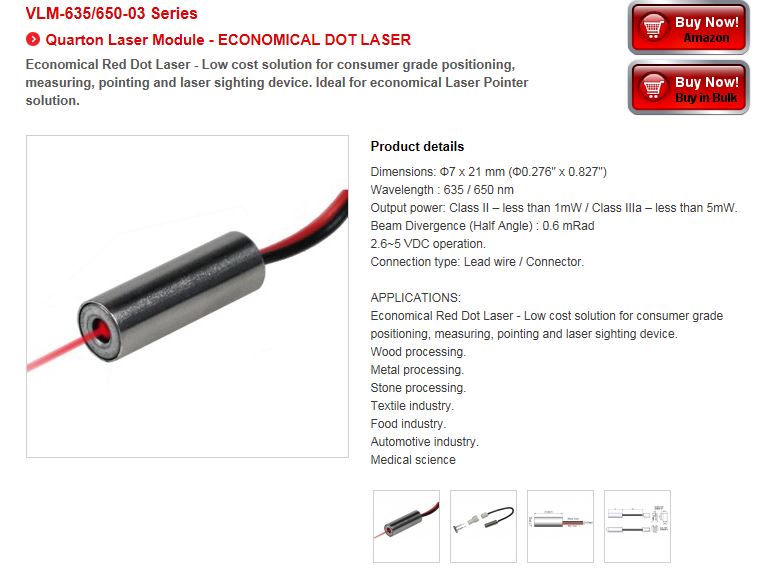 VLM-635/650-03 Series
Quarton Laser Module - ECONOMICAL DOT LASER
Economical Red Dot Laser - Low cost solution for consumer grade positioning,
measuring, pointing and laser sighting device. Ideal for economical Laser Pointer
solution.
Buy Now!
Amazon
Buy Now!
Buy in Bulk
Product details
Dimensions: Φ7 x 21 mm (Φ0.276" x 0.827")
Wavelength : 635 / 650 nm
Output power: Class II – less than 1mW / Class IIIa – less than 5mW.
Beam Divergence (Half Angle) : 0.6 mRad
2.6~5 VDC operation.
Connection type: Lead wire / Connector.
APPLICATIONS:
Economical Red Dot Laser - Low cost solution for consumer grade
positioning, measuring, pointing and laser sighting device.
Wood processing.
Metal processing.
Stone processing.
Textile industry.
Food industry.
Automotive industry.
Medical science